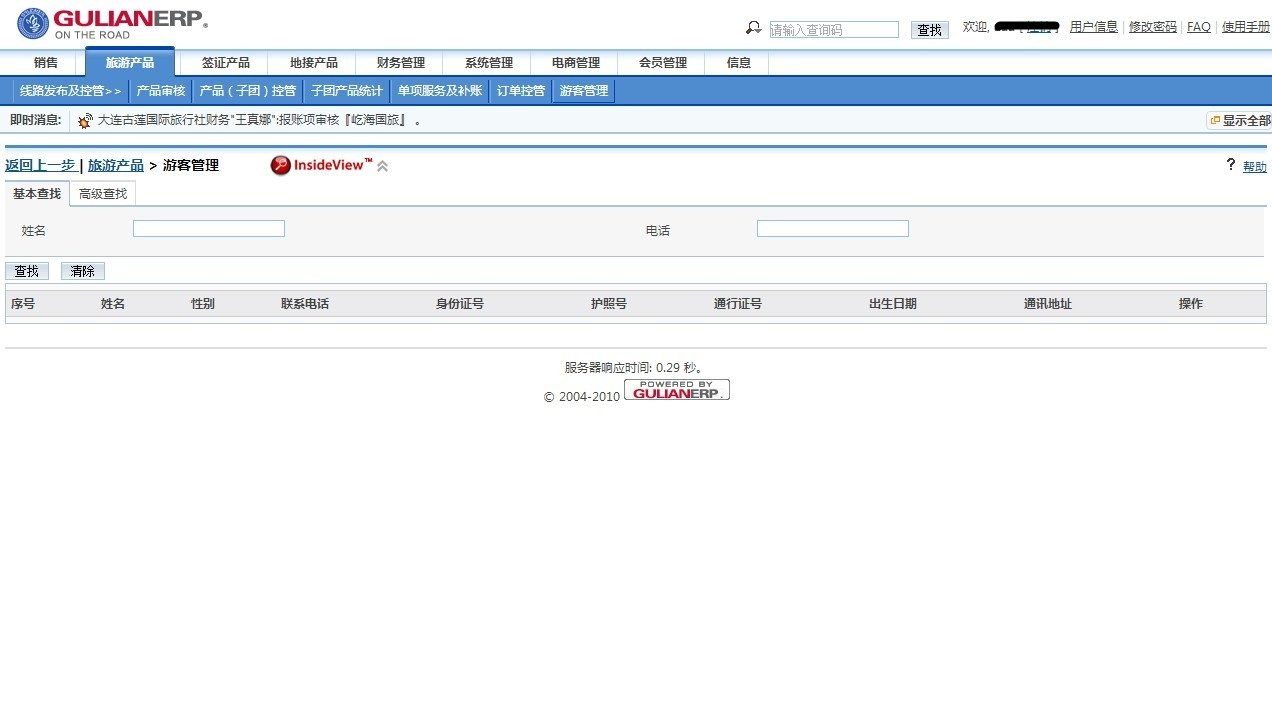 GULIANERP®
ON THE ROAD
请输入查询码 查找 欢迎, 用户信息 | 修改密码 | FAQ | 使用手册
销售 旅游产品 签证产品 地接产品 财务管理 系统管理 电商管理 会员管理 信息
线路发布及控管>> 产品审核 产品（子团）控管 子团产品统计 单项服务及补账 订单控管 游客管理
即时消息: 大连古莲国际旅行社财务"王真娜":报账项审核『屹海国旅』 。 显示全部
返回上一步 | 旅游产品 > 游客管理 InsideView™ ? 帮助
基本查找 高级查找
姓名 电话
查找 清除
序号 姓名 性别 联系电话 身份证号 护照号 通行证号 出生日期 通讯地址 操作
服务器响应时间: 0.29 秒。
© 2004-2010 POWERED BY GULIANERP.